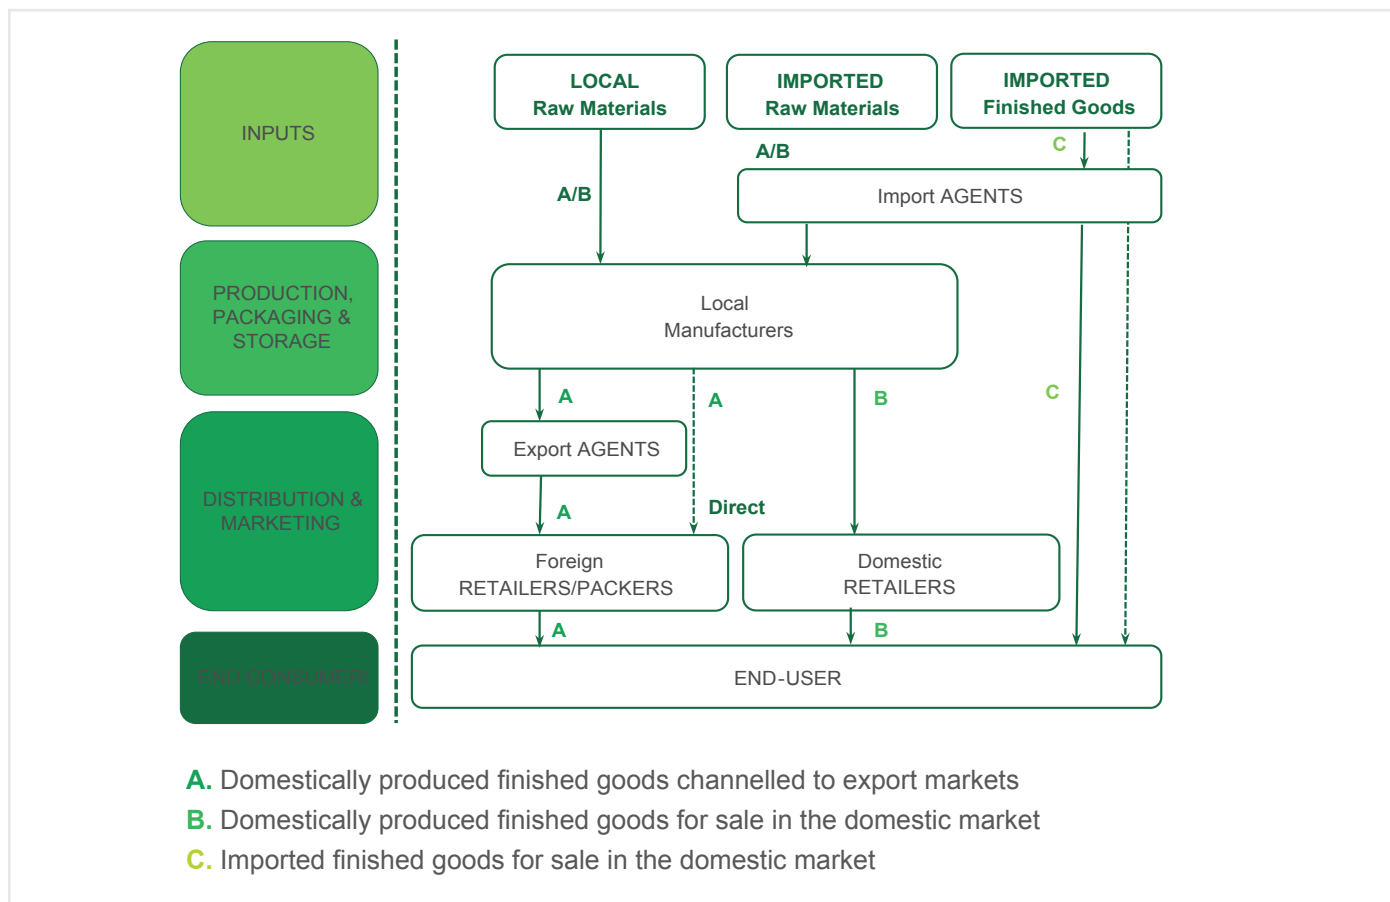 INPUTS
LOCAL
Raw Materials
IMPORTED
Raw Materials
IMPORTED
Finished Goods
A/B
C
A/B
Import AGENTS
PRODUCTION,
PACKAGING &
STORAGE
Local
Manufacturers
A
A
B
C
DISTRIBUTION &
MARKETING
Export AGENTS
A
Direct
Foreign
RETAILERS/PACKERS
Domestic
RETAILERS
A
B
END CONSUMER
END-USER
A. Domestically produced finished goods channelled to export markets
B. Domestically produced finished goods for sale in the domestic market
C. Imported finished goods for sale in the domestic market